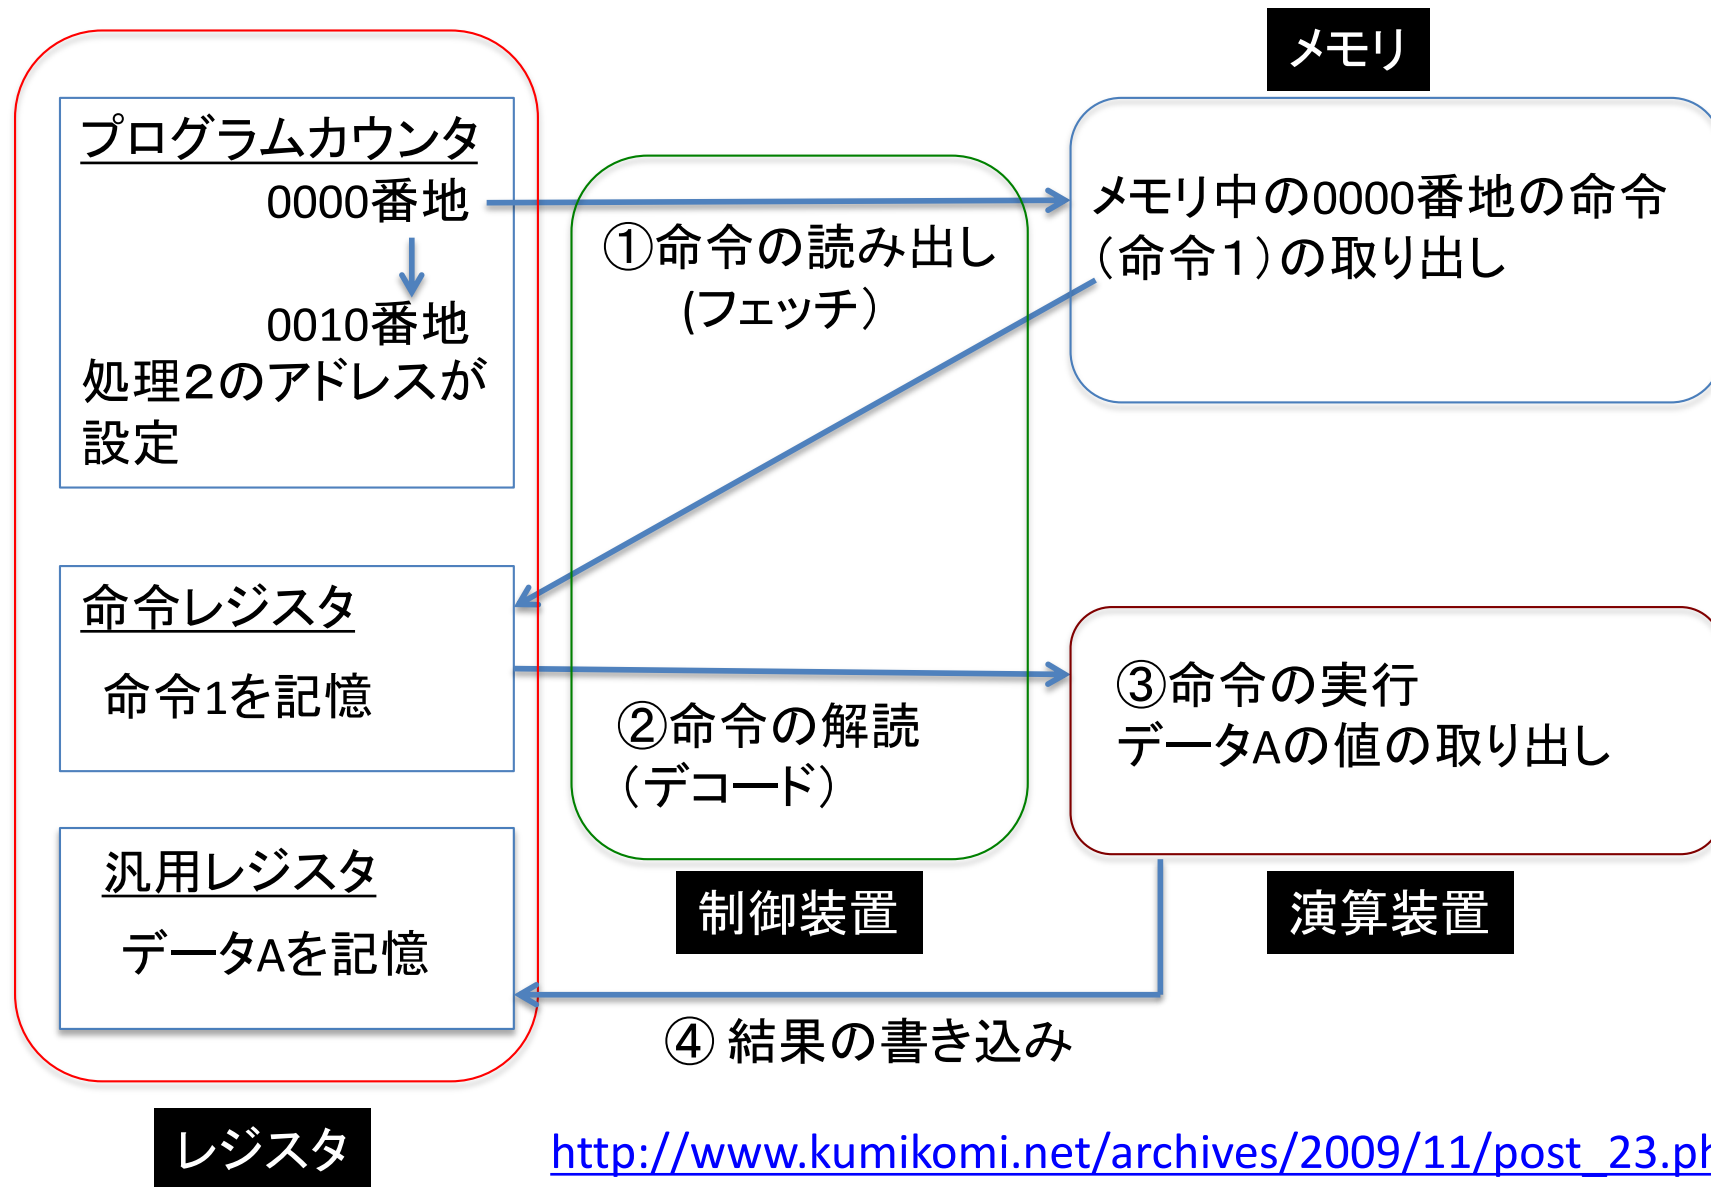 メモリ
プログラムカウンタ
0000番地
0010番地
処理2のアドレスが
設定
①命令の読み出し
(フェッチ）
メモリ中の0000番地の命令
（命令１）の取り出し
命令レジスタ
命令1を記憶
②命令の解読
（デコード）
③命令の実行
データAの値の取り出し
汎用レジスタ
データAを記憶
制御装置
演算装置
④ 結果の書き込み
レジスタ
http://www.kumikomi.net/archives/2009/11/post_23.ph